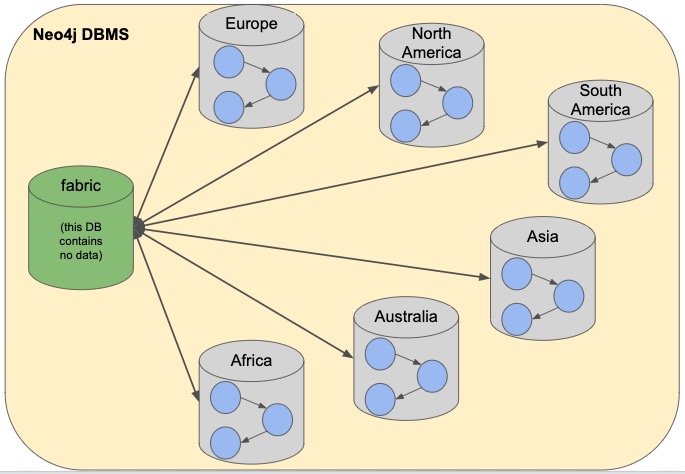 Neo4j DBMS
Europe
North
America
South
America
fabric
(this DB
contains
no data)
Asia
Australia
Africa